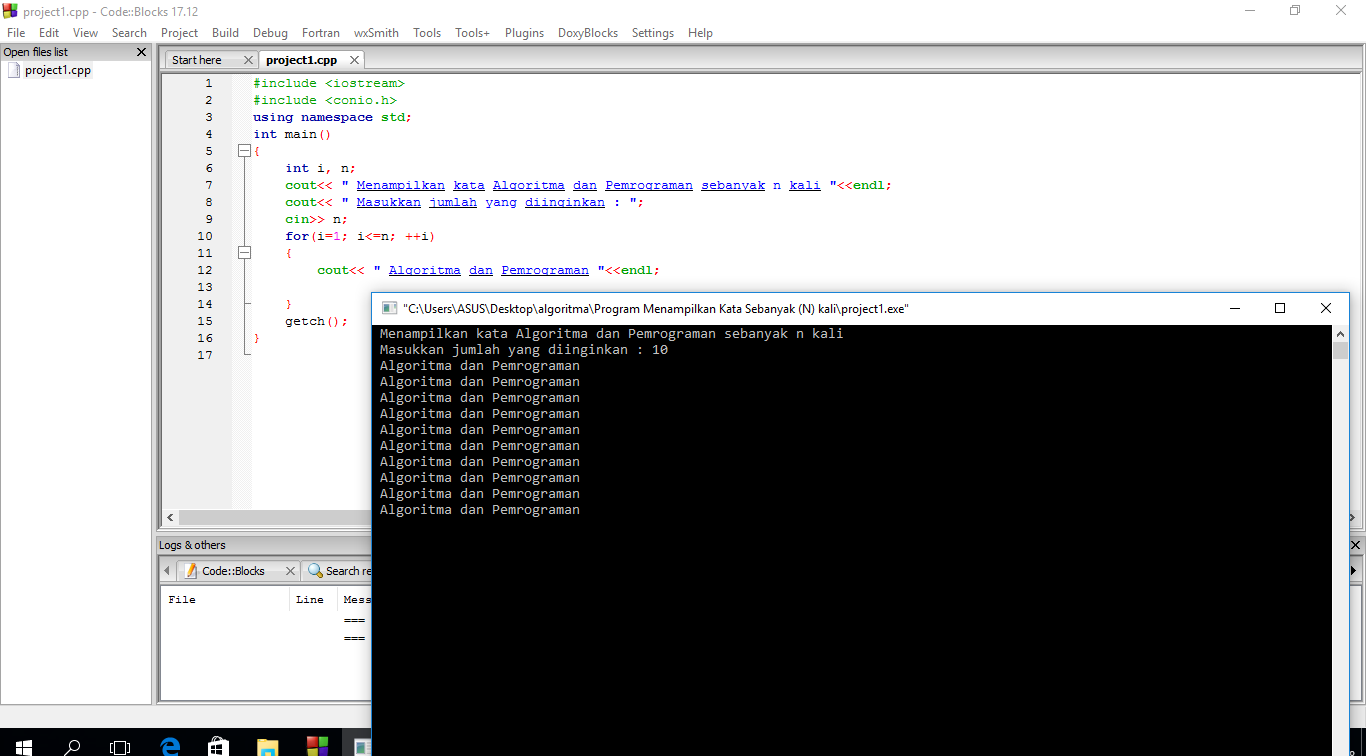 project1.cpp - Code::Blocks 17.12
File Edit View Search Project Build Debug Fortran wxSmith Tools Tools+ Plugins DoxyBlocks Settings Help
Open files list
project1.cpp
Start here project1.cpp
1 #include <iostream>
2 #include <conio.h>
3 using namespace std;
4 int main()
5 {
6 int i, n;
7 cout<< " Menampilkan kata Algoritma dan Pemrograman sebanyak n kali "<<endl;
8 cout<< " Masukkan jumlah yang diinginkan : ";
9 cin>> n;
10 for(i=1; i<=n; ++i)
11 {
12 cout<< " Algoritma dan Pemrograman "<<endl;
13
14 }
15 getch();
16 }
17
"C:\Users\ASUS\Desktop\algoritma\Program Menampilkan Kata Sebanyak (N) kali\project1.exe"
Menampilkan kata Algoritma dan Pemrograman sebanyak n kali
Masukkan jumlah yang diinginkan : 10
Algoritma dan Pemrograman
Algoritma dan Pemrograman
Algoritma dan Pemrograman
Algoritma dan Pemrograman
Algoritma dan Pemrograman
Algoritma dan Pemrograman
Algoritma dan Pemrograman
Algoritma dan Pemrograman
Algoritma dan Pemrograman
Algoritma dan Pemrograman
Logs & others
Code::Blocks Search re
File Line Mess
===
===